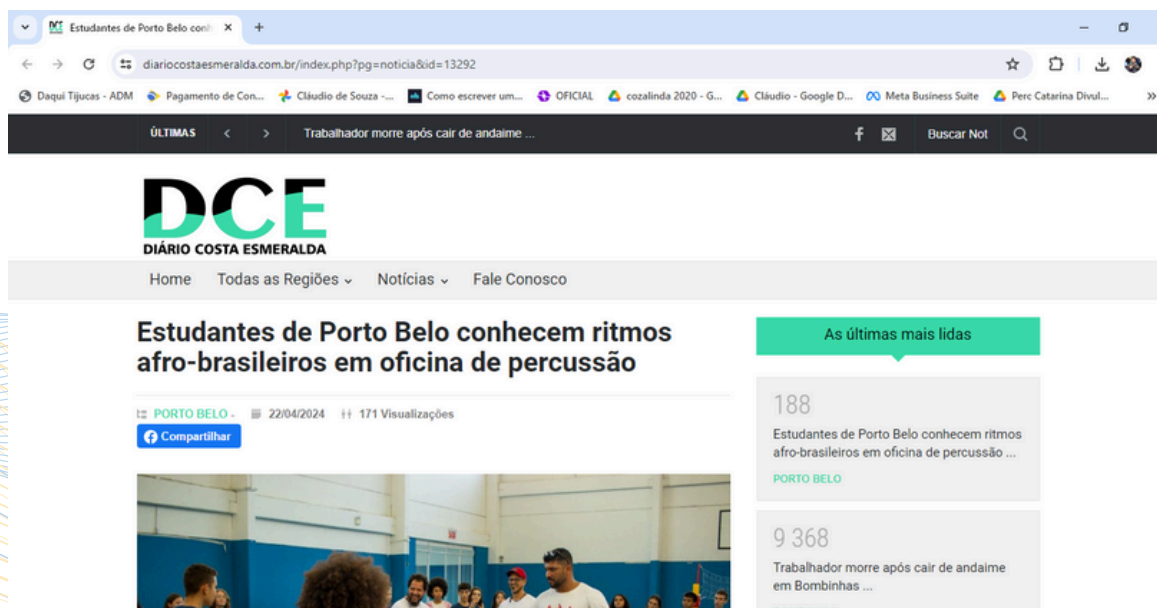 Estudantes de Porto Belo conh
diariocostaesmeralda.com.br/index.php?pg=noticia&id=13292
Daqui Tijucas - ADM Pagamento de Con... Cláudio de Souza -... Como escrever um... OFICIAL cozalinda 2020 - G... Cláudio - Google D... Meta Business Suite Perc Catarina Divul... »
ÚLTIMAS < > Trabalhador morre após cair de andaime ... Buscar Not
DCE
DIÁRIO COSTA ESMERALDA
Home Todas as Regiões Notícias Fale Conosco
Estudantes de Porto Belo conhecem ritmos
afro-brasileiros em oficina de percussão
PORTO BELO - 22/04/2024 171 Visualizações
Compartilhar
As últimas mais lidas
188
Estudantes de Porto Belo conhecem ritmos
afro-brasileiros em oficina de percussão ...
PORTO BELO
9 368
Trabalhador morre após cair de andaime
em Bombinhas ...